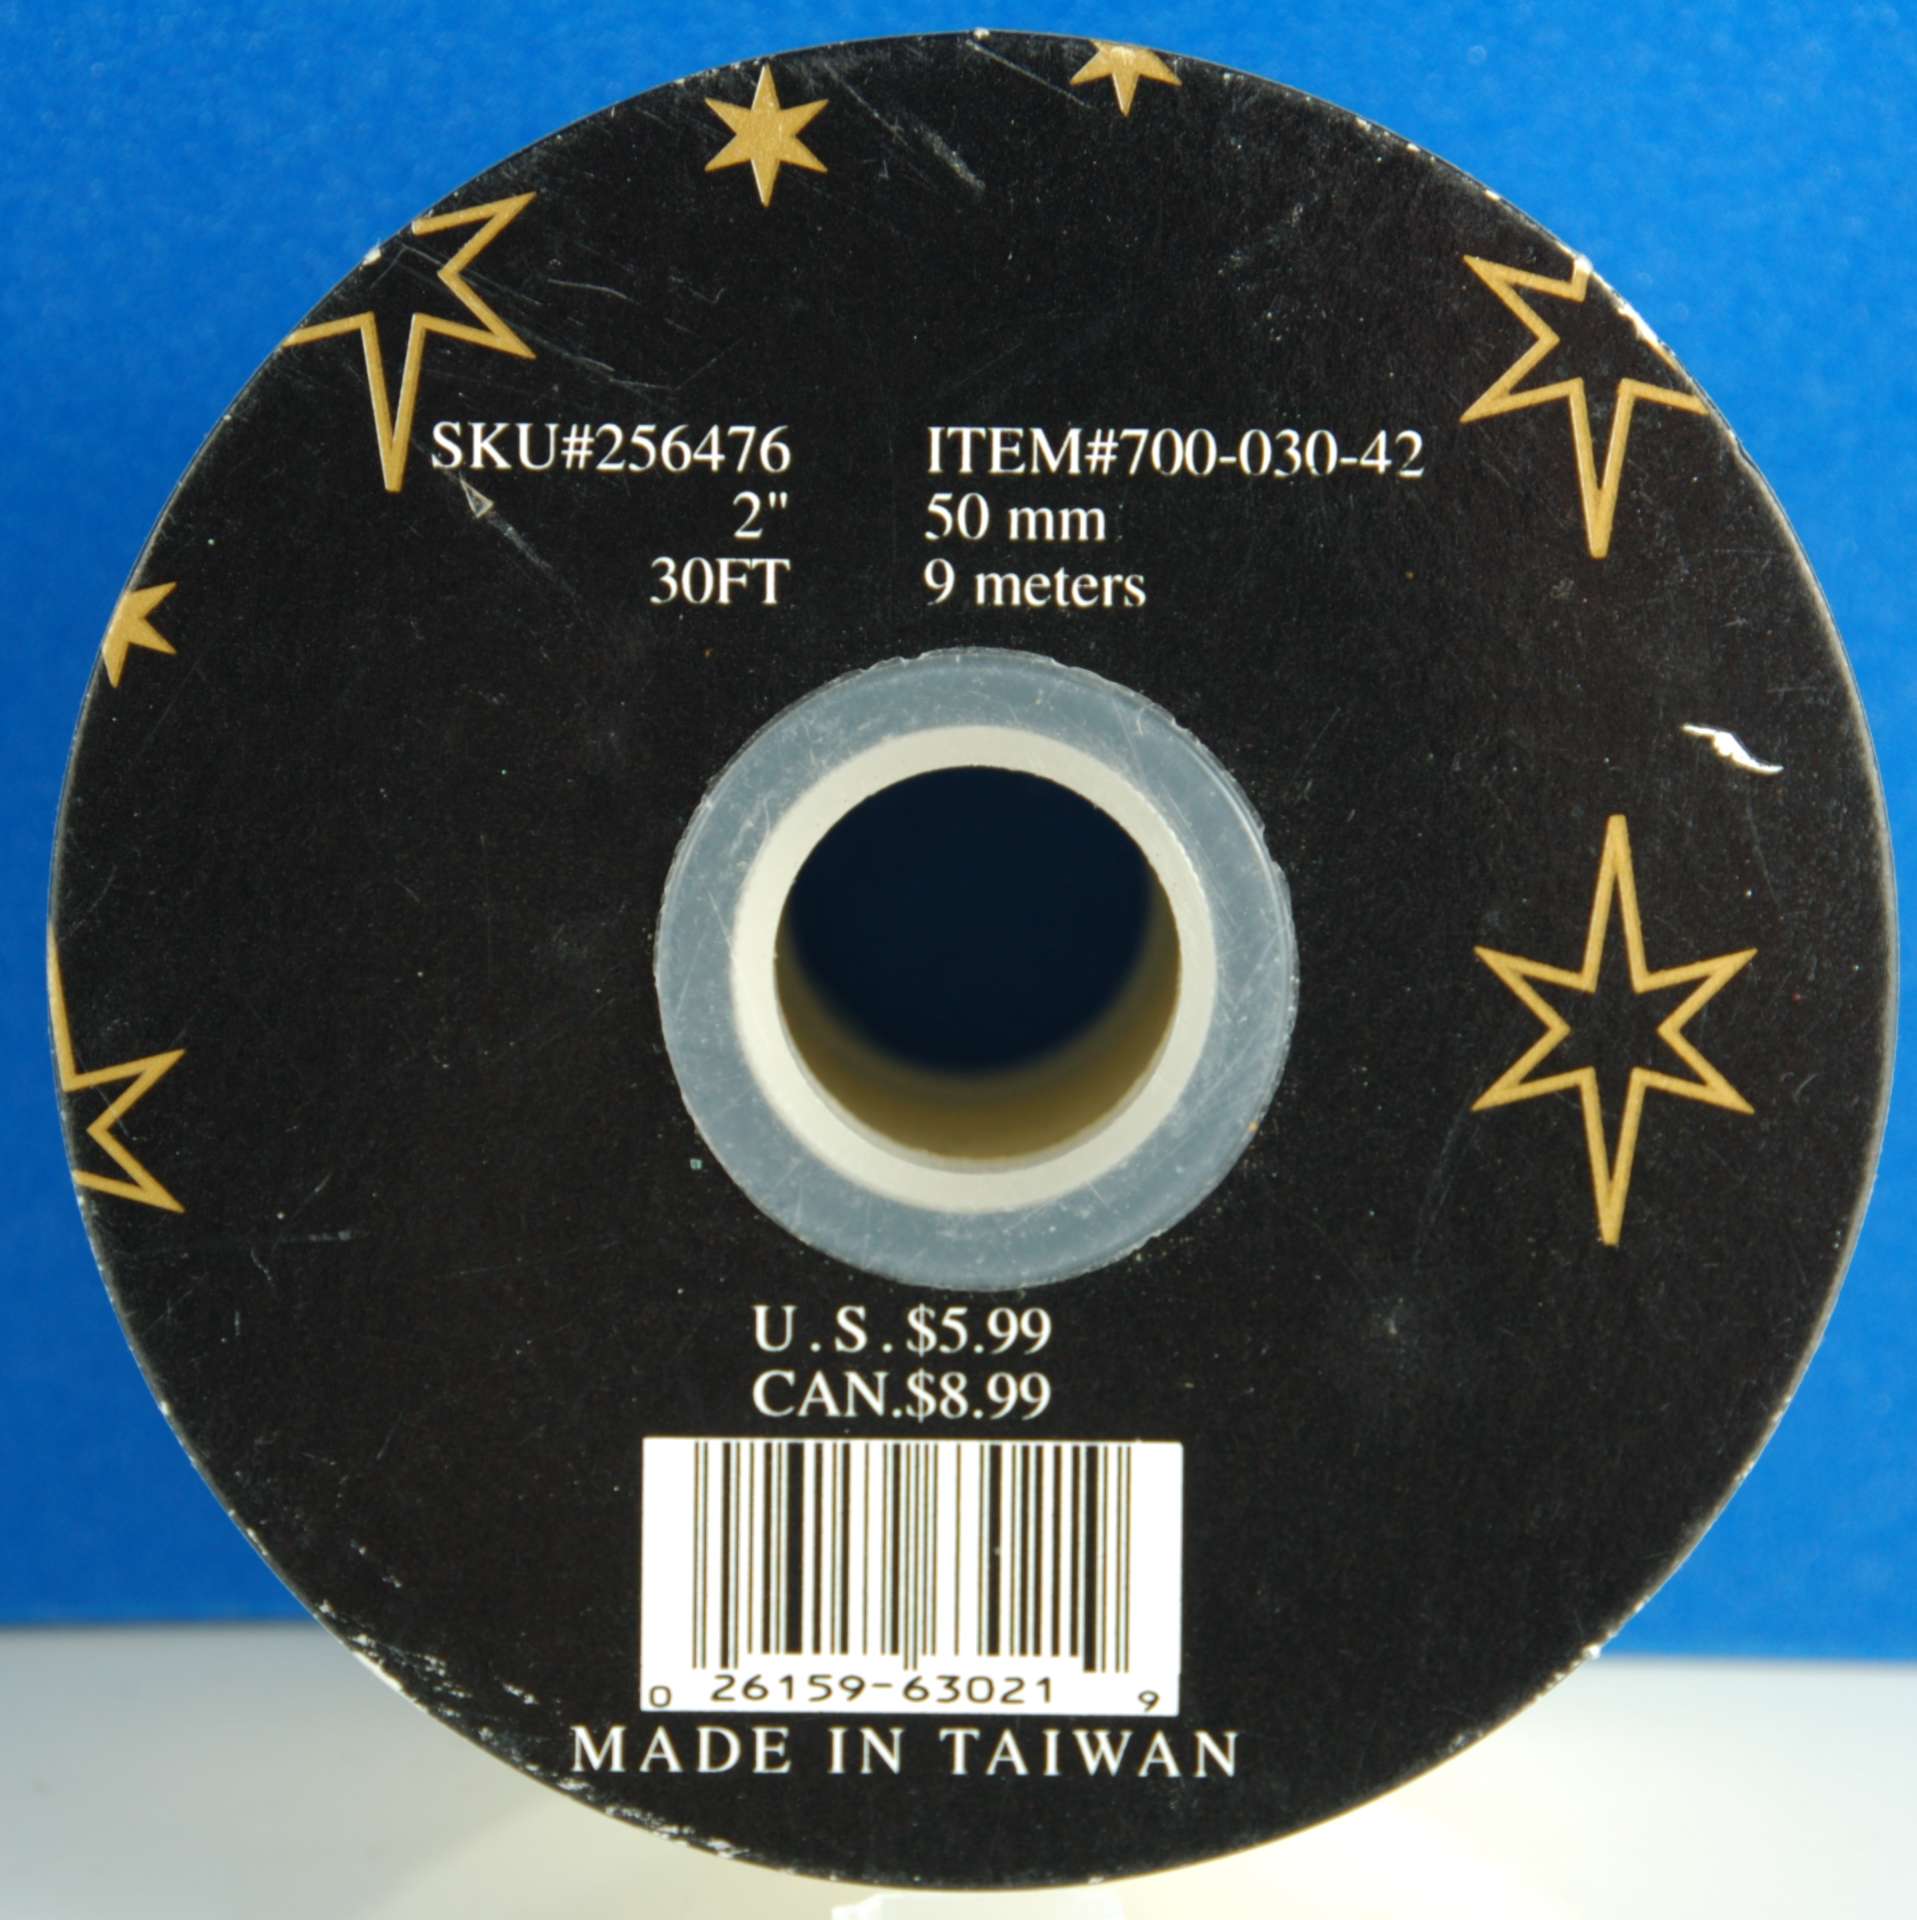 SKU#256476 ITEM#700-030-42
2" 50 mm
30FT 9 meters
U.S.$5.99
CAN.$8.99
0 26159-63021 9
MADE IN TAIWAN